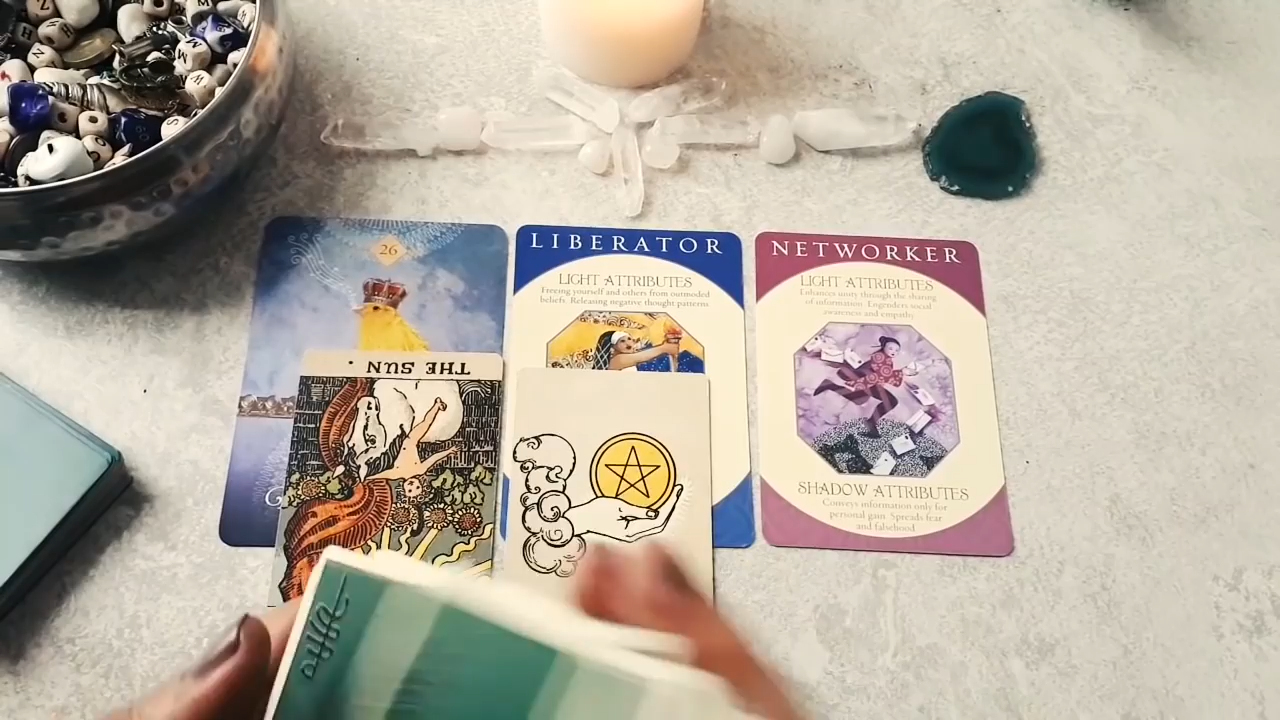 26
LIBERATOR
LIGHT ATTRIBUTES
Freeing yourself and others from outmoded
beliefs. Releasing negative thought patterns
NETWORKER
LIGHT ATTRIBUTES
Enhances unity through the sharing
of information. Engenders social
awareness and empathy
SHADOW ATTRIBUTES
Conveys information only for
personal gain. Spreads fear
and falsehood
THE SUN.